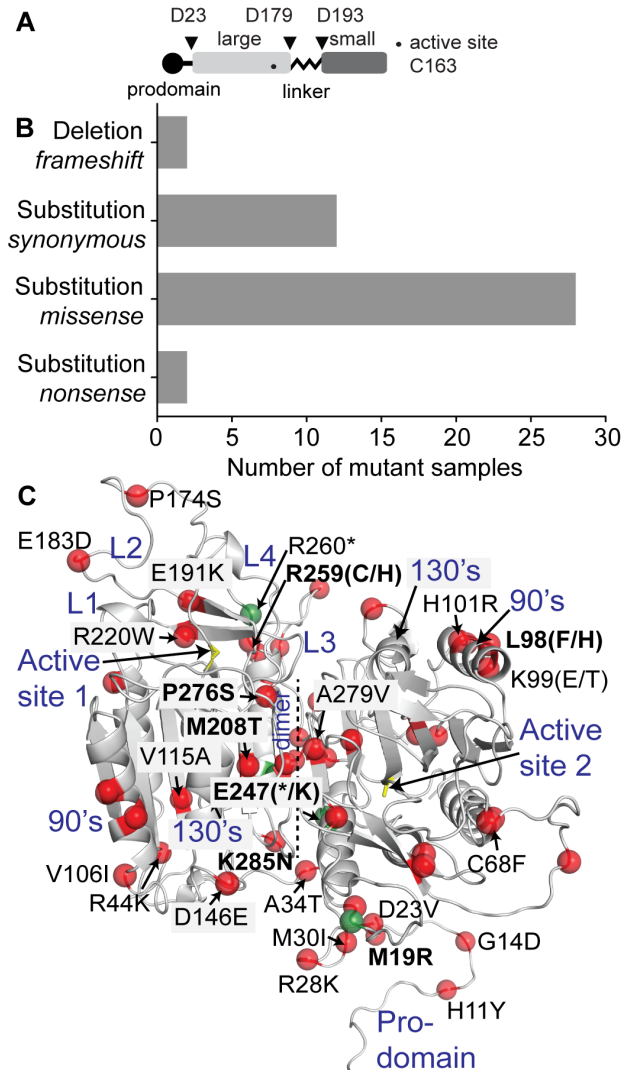 A
D23
D179
D193
large
small
• active site
C163
prodomain
linker
B
Deletion
frameshift
Substitution
synonymous
Substitution
missense
Substitution
nonsense
0
5
10
15
20
25
30
Number of mutant samples
C
P174S
E183D
L2
L4
R260*
R259(C/H)
E191K
130's
H101R
90's
L1
R220W
L3
L98(F/H)
Active
site 1
K99(E/T)
P276S
A279V
M208T
dimer
Active
site 2
V115A
E247(*/K)
90's
130's
K285N
C68F
V106I
R44K
D146E
A34T
D23V
M30I
M19R
G14D
R28K
H11Y
Pro-
domain